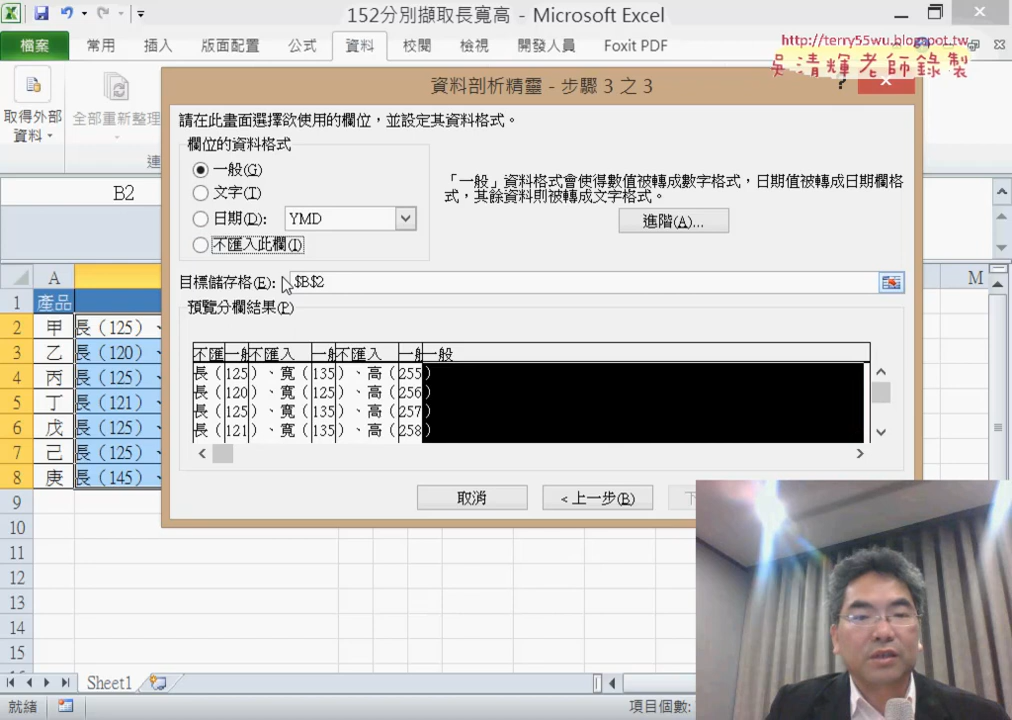 152分別擷取長寬高 - Microsoft Excel
http://terry55wu.blogspot.tw
吳清輝老師錄製
檔案 常用 插入 版面配置 公式 資料 校閱 檢視 開發人員 Foxit PDF
取得外部
資料
全部重新整理
連
資料剖析精靈 - 步驟 3 之 3
請在此畫面選擇欲使用的欄位，並設定其資料格式。
欄位的資料格式
一般(G)
文字(T)
日期(D): YMD
不匯入此欄(I)
「一般」資料格式會使得數值被轉成數字格式，日期值被轉成日期欄格
式，其餘資料則被轉成文字格式。
進階(A)...
目標儲存格(E): $B$2
預覽分欄結果(P)
不匯 一般 不匯入 一般 不匯入 一般 一般
長（125）、寬（135）、高（255）
長（120）、寬（125）、高（256）
長（125）、寬（135）、高（257）
長（121）、寬（135）、高（258）
取消 < 上一步(B) 下
B2
A M
1 產品
2 甲 長（125）、
3 乙 長（120）、
4 丙 長（125）、
5 丁 長（121）、
6 戊 長（125）、
7 己 長（125）、
8 庚 長（145）、
9
10
11
12
13
14
15
Sheet1
就緒 項目個數: